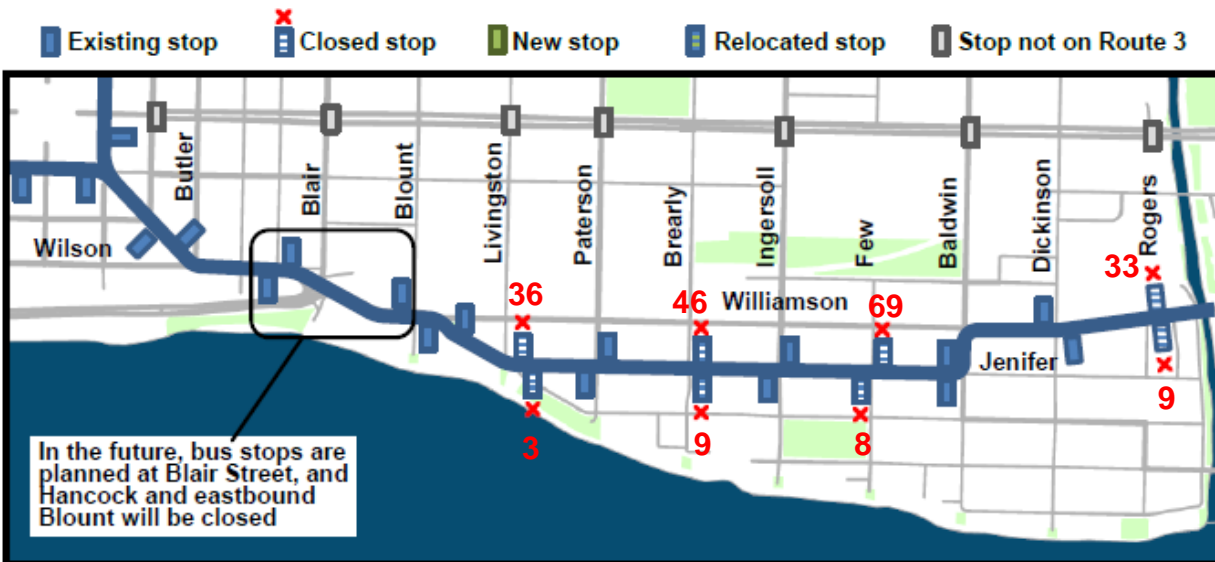 Existing stop
Closed stop
New stop
Relocated stop
Stop not on Route 3
Butler
Blair
Blount
Livingston
Paterson
Brearly
Ingersoll
Few
Baldwin
Dickinson
Rogers
Wilson
Williamson
Jenifer
36
46
69
33
3
9
8
9
In the future, bus stops are
planned at Blair Street, and
Hancock and eastbound
Blount will be closed